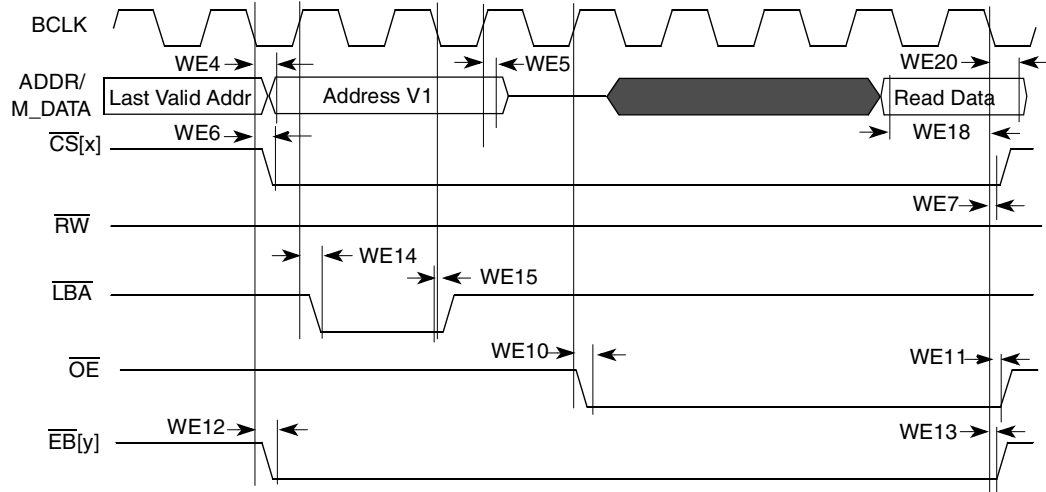 BCLK
WE4
WE5
WE20
ADDR/
M_DATA
Last Valid Addr
Address V1
Read Data
WE6
WE18
CS[x]
WE7
RW
WE14
WE15
LBA
WE10
WE11
OE
WE12
WE13
EB[y]